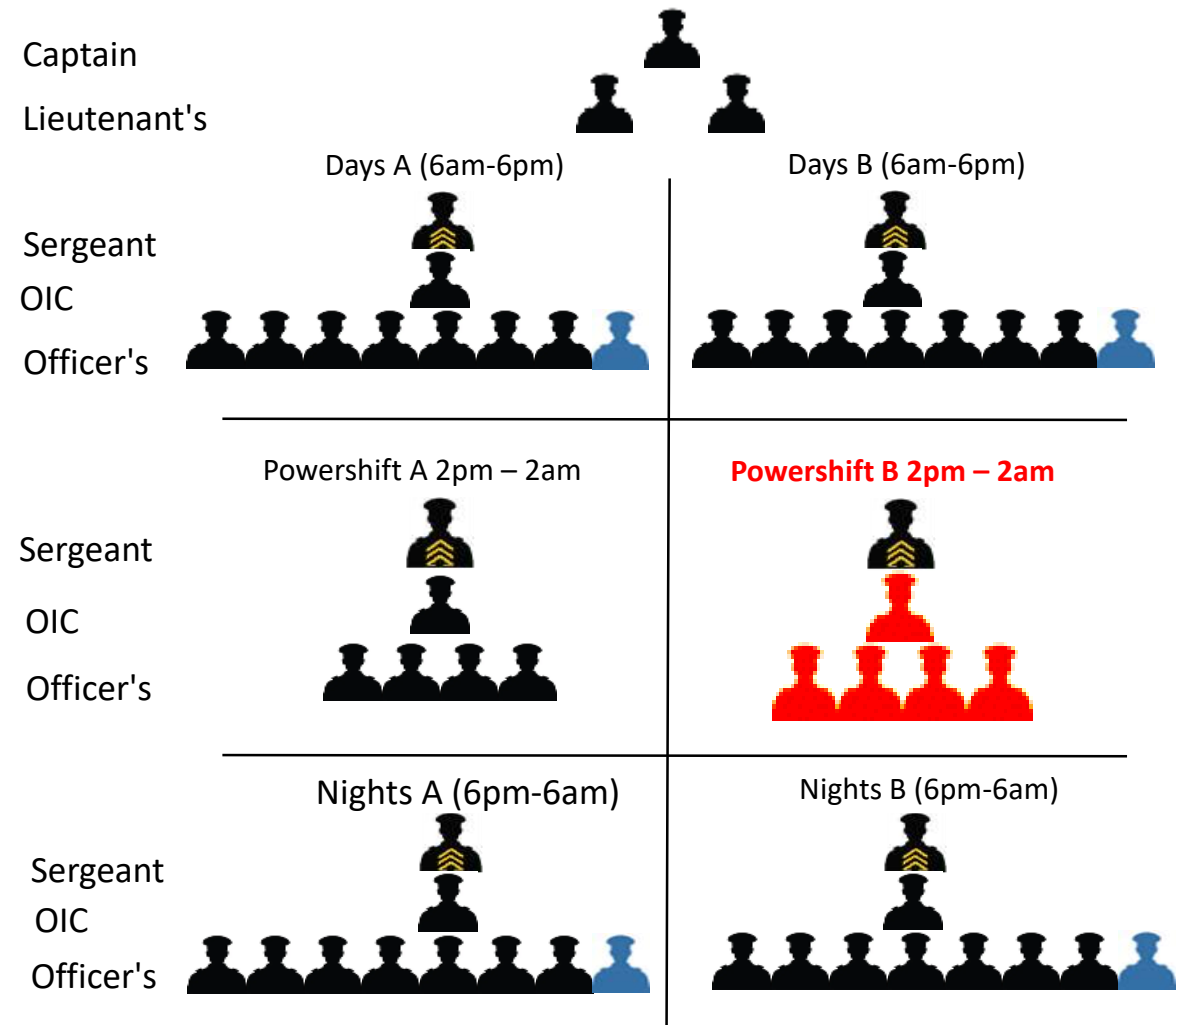 Captain
Lieutenant's
Days A (6am-6pm)
Days B (6am-6pm)
Sergeant
OIC
Officer's
Powershift A 2pm – 2am
Powershift B 2pm – 2am
Sergeant
OIC
Officer's
Nights A (6pm-6am)
Nights B (6pm-6am)
Sergeant
OIC
Officer's